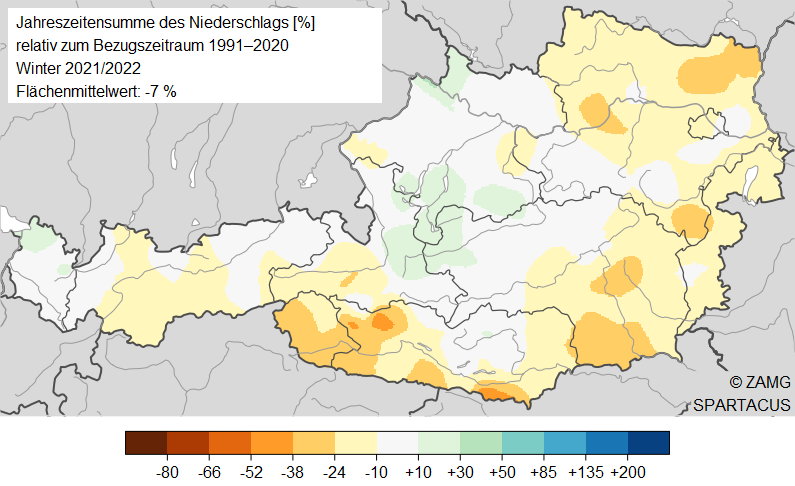 Jahreszeitensumme des Niederschlags [%]
relativ zum Bezugszeitraum 1991–2020
Winter 2021/2022
Flächenmittelwert: -7 %
© ZAMG
SPARTACUS
-80 -66 -52 -38 -24 -10 +10 +30 +50 +85 +135 +200